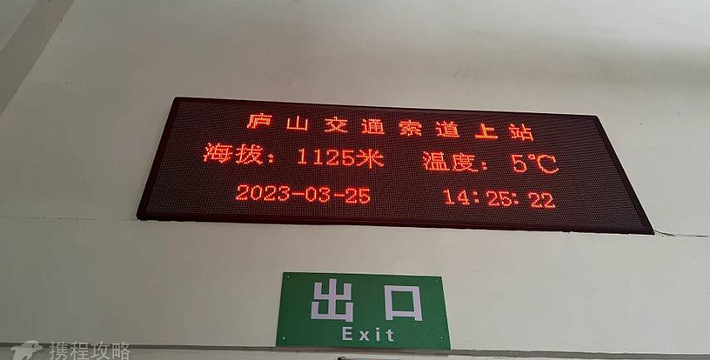 庐山交通索道上站
海拔：1125米 温度：5℃
2023-03-25 14:25:22
出口
Exit
携程攻略